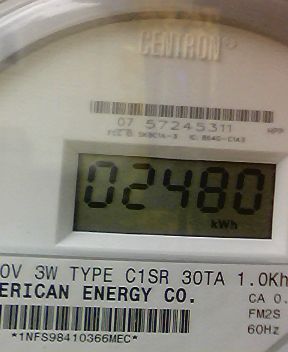 CENTRON®
07 57245311 HPP
02480
kWh
0V 3W TYPE C1SR 30TA 1.0Kh
ERICAN ENERGY CO.
CA 0.
FM2S
60Hz
*1NFS98410366MEC*